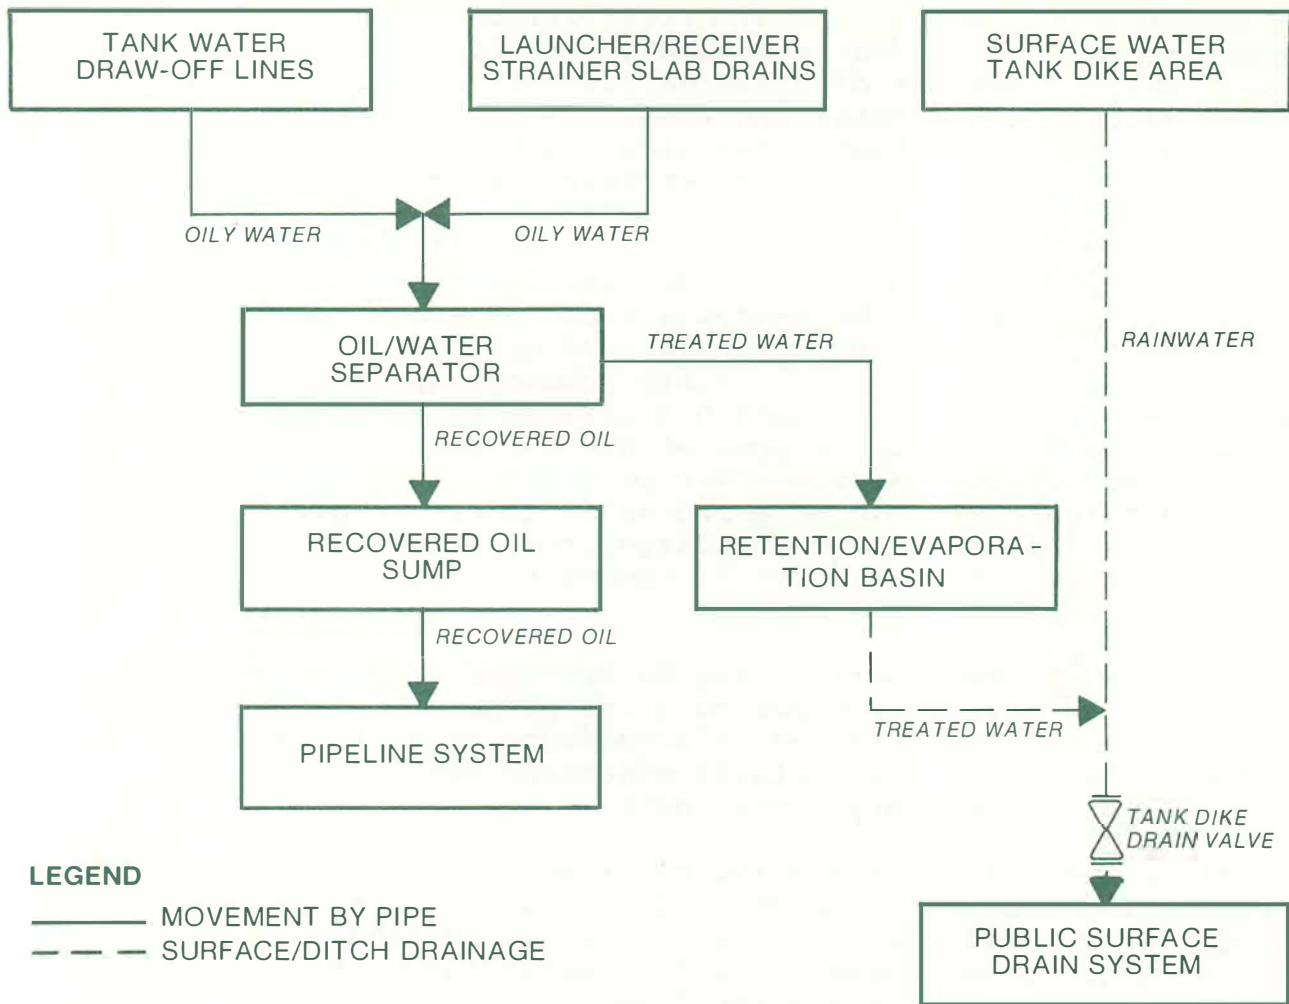 TANK WATER
DRAW-OFF LINES
LAUNCHER/RECEIVER
STRAINER SLAB DRAINS
SURFACE WATER
TANK DIKE AREA
OILY WATER
OILY WATER
OIL/WATER
SEPARATOR
TREATED WATER
RAINWATER
RECOVERED OIL
RECOVERED OIL
SUMP
RETENTION/EVAPORA-
TION BASIN
RECOVERED OIL
PIPELINE SYSTEM
TREATED WATER
TANK DIKE
DRAIN VALVE
LEGEND
MOVEMENT BY PIPE
SURFACE/DITCH DRAINAGE
PUBLIC SURFACE
DRAIN SYSTEM